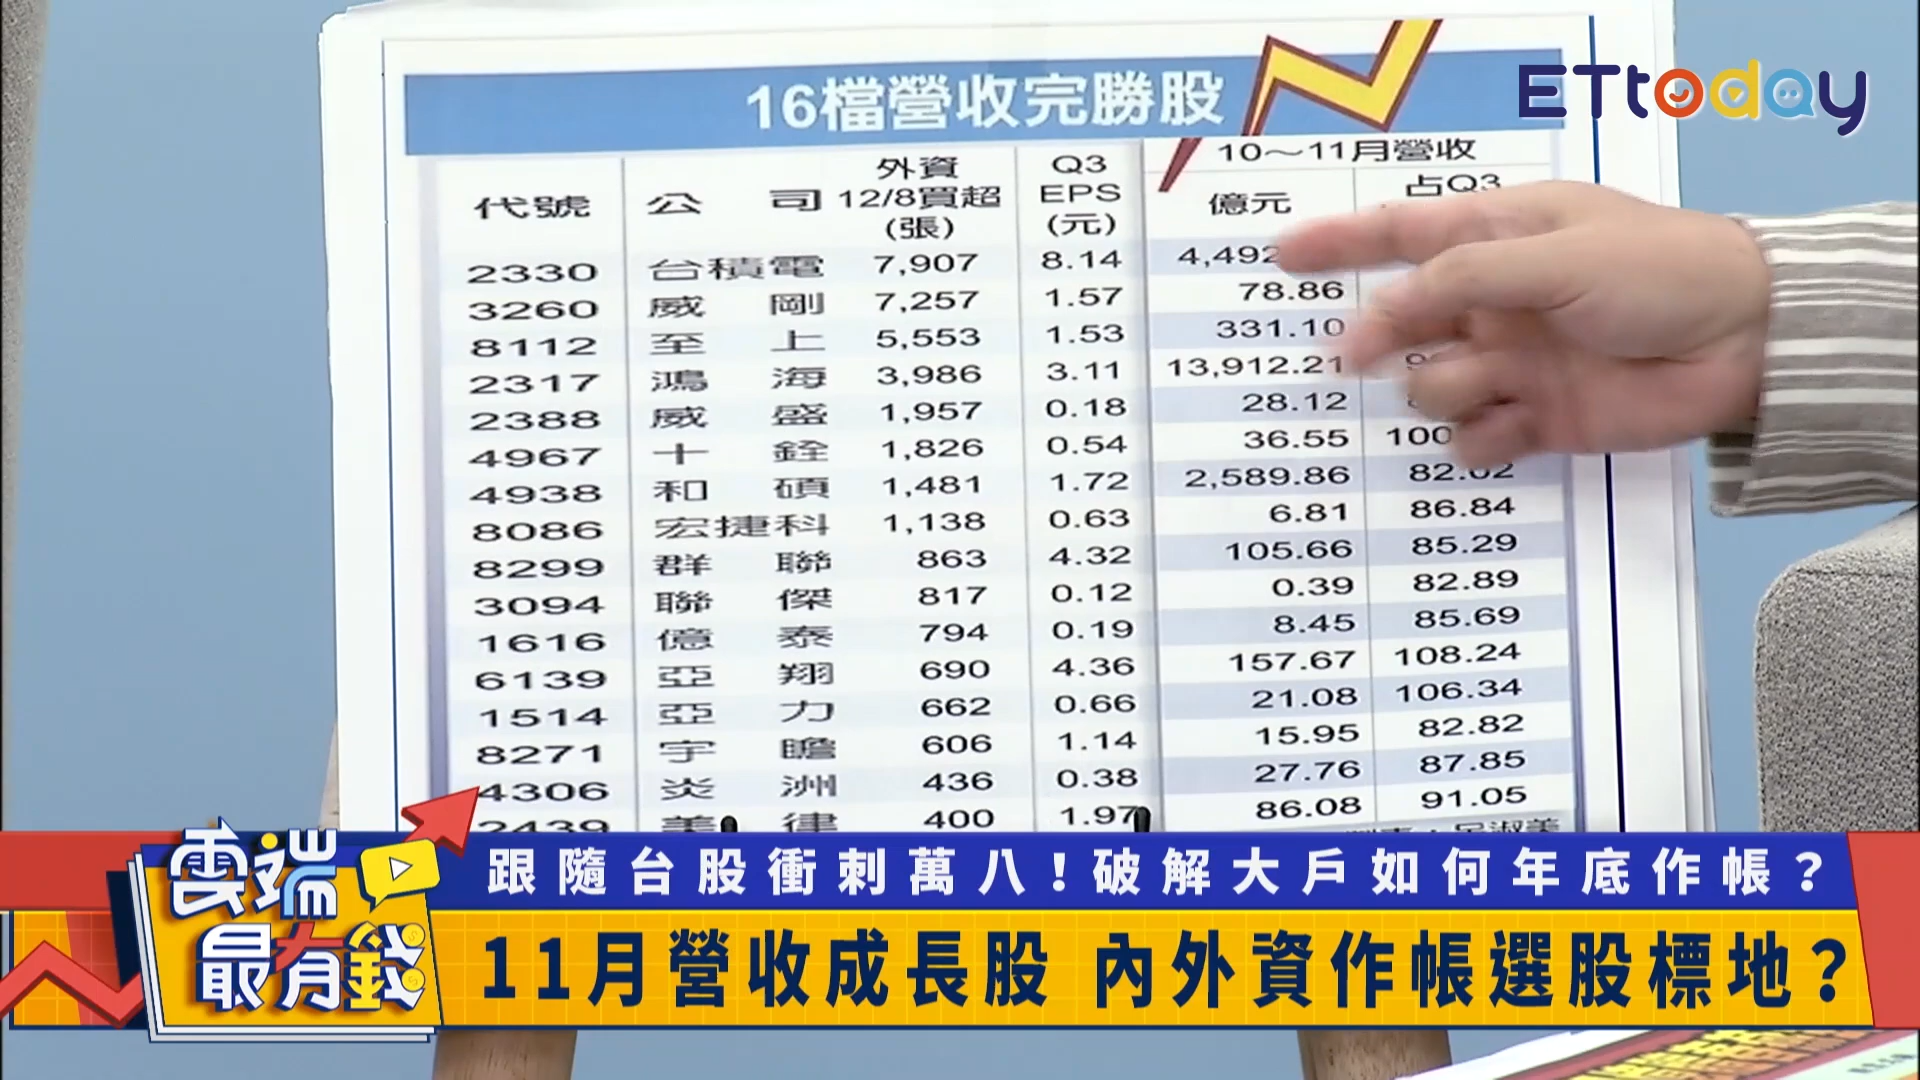 ETtoday
16檔營收完勝股
代號 公司 外資12/8買超(張) Q3 EPS(元) 10～11月營收 億元 占Q3
2330 台積電 7,907 8.14 4,492
3260 威剛 7,257 1.57 78.86
8112 至上 5,553 1.53 331.10
2317 鴻海 3,986 3.11 13,912.21
2388 威盛 1,957 0.18 28.12
4967 十銓 1,826 0.54 36.55 100
4938 和碩 1,481 1.72 2,589.86 82.02
8086 宏捷科 1,138 0.63 6.81 86.84
8299 群聯 863 4.32 105.66 85.29
3094 聯傑 817 0.12 0.39 82.89
1616 億泰 794 0.19 8.45 85.69
6139 亞翔 690 4.36 157.67 108.24
1514 亞力 662 0.66 21.08 106.34
8271 宇瞻 606 1.14 15.95 82.82
4306 炎洲 436 0.38 27.76 87.85
2439 美律 400 1.97 86.08 91.05
雲端最有錢
跟隨台股衝刺萬八！破解大戶如何年底作帳？
11月營收成長股 內外資作帳選股標地？